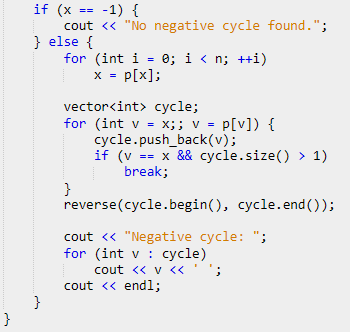 if (x == -1) {
cout << "No negative cycle found.";
} else {
for (int i = 0; i < n; ++i)
x = p[x];
vector<int> cycle;
for (int v = x;; v = p[v]) {
cycle.push_back(v);
if (v == x && cycle.size() > 1)
break;
}
reverse(cycle.begin(), cycle.end());
cout << "Negative cycle: ";
for (int v : cycle)
cout << v << ' ';
cout << endl;
}
}